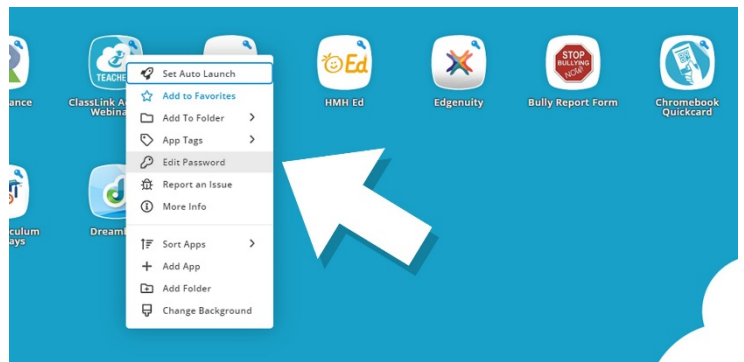 TEACHE
Ed
STOP
BULLYING
NOW!
ance
ClassLink A
Webina
HMH Ed
Edgenuity
Bully Report Form
Chromebook
Quickcard
Set Auto Launch
Add to Favorites
Add To Folder
App Tags
Edit Password
Report an Issue
More Info
Sort Apps
Add App
Add Folder
Change Background
culum
ays
Dream